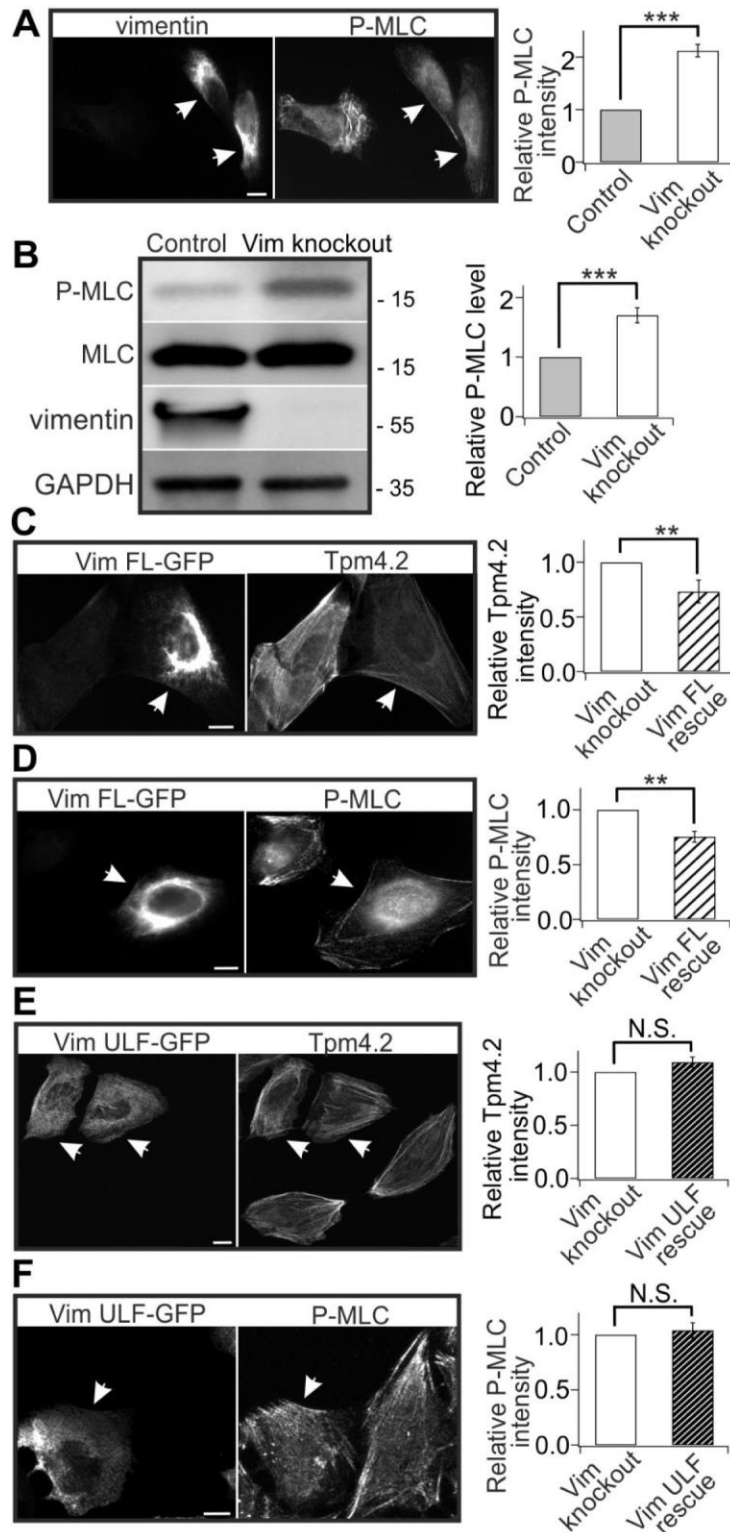 A
vimentin
P-MLC
Relative P-MLC
intensity
2
1
0
***
Control
Vim
knockout
B
Control
Vim knockout
P-MLC
- 15
MLC
- 15
vimentin
- 55
GAPDH
- 35
Relative P-MLC level
2
1
0
***
Control
Vim
knockout
C
Vim FL-GFP
Tpm4.2
Relative Tpm4.2
intensity
1.0
0.5
0.0
**
Vim
knockout
Vim FL
rescue
D
Vim FL-GFP
P-MLC
Relative P-MLC
intensity
1.0
0.5
0.0
**
Vim
knockout
Vim FL
rescue
E
Vim ULF-GFP
Tpm4.2
Relative Tpm4.2
intensity
1.0
0.5
0.0
N.S.
Vim
knockout
Vim ULF
rescue
F
Vim ULF-GFP
P-MLC
Relative P-MLC
intensity
1.0
0.5
0.0
N.S.
Vim
knockout
Vim ULF
rescue